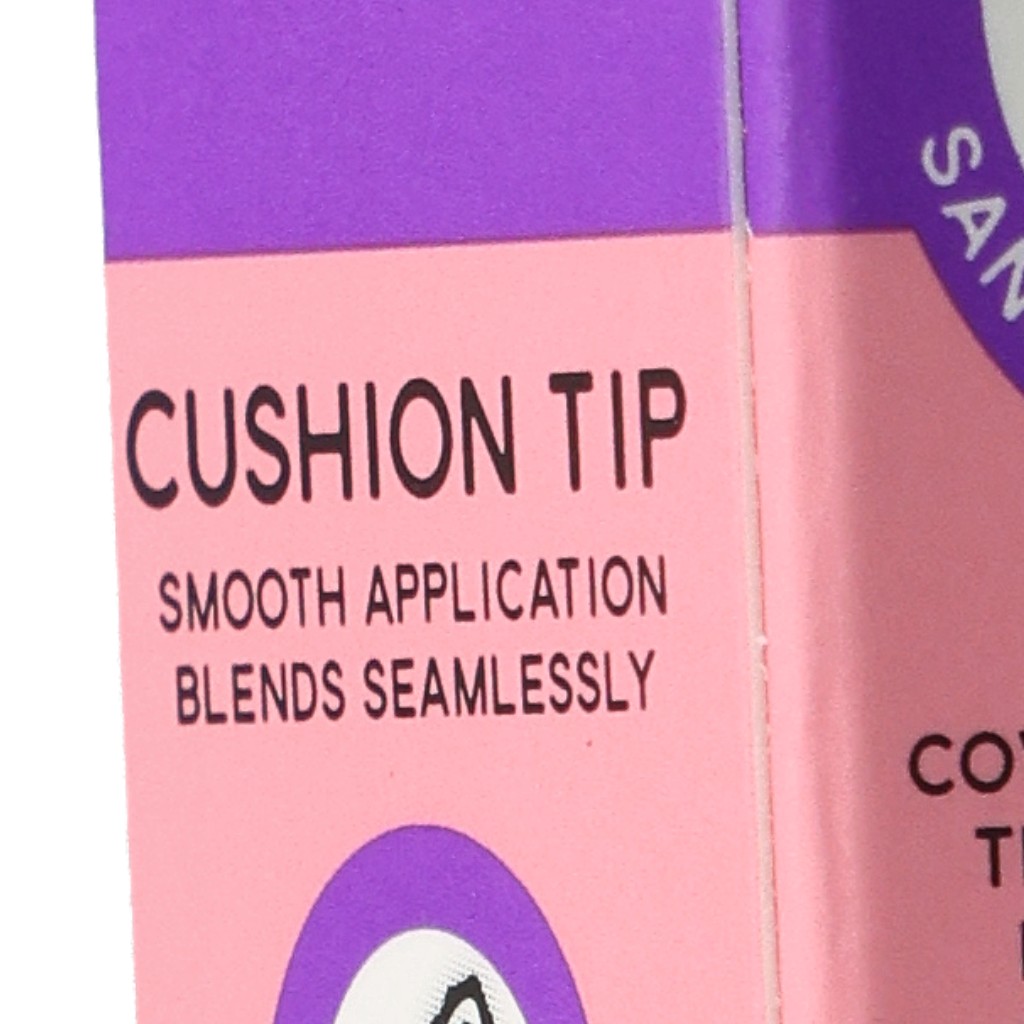 CUSHION TIP
SMOOTH APPLICATION
BLENDS SEAMLESSLY